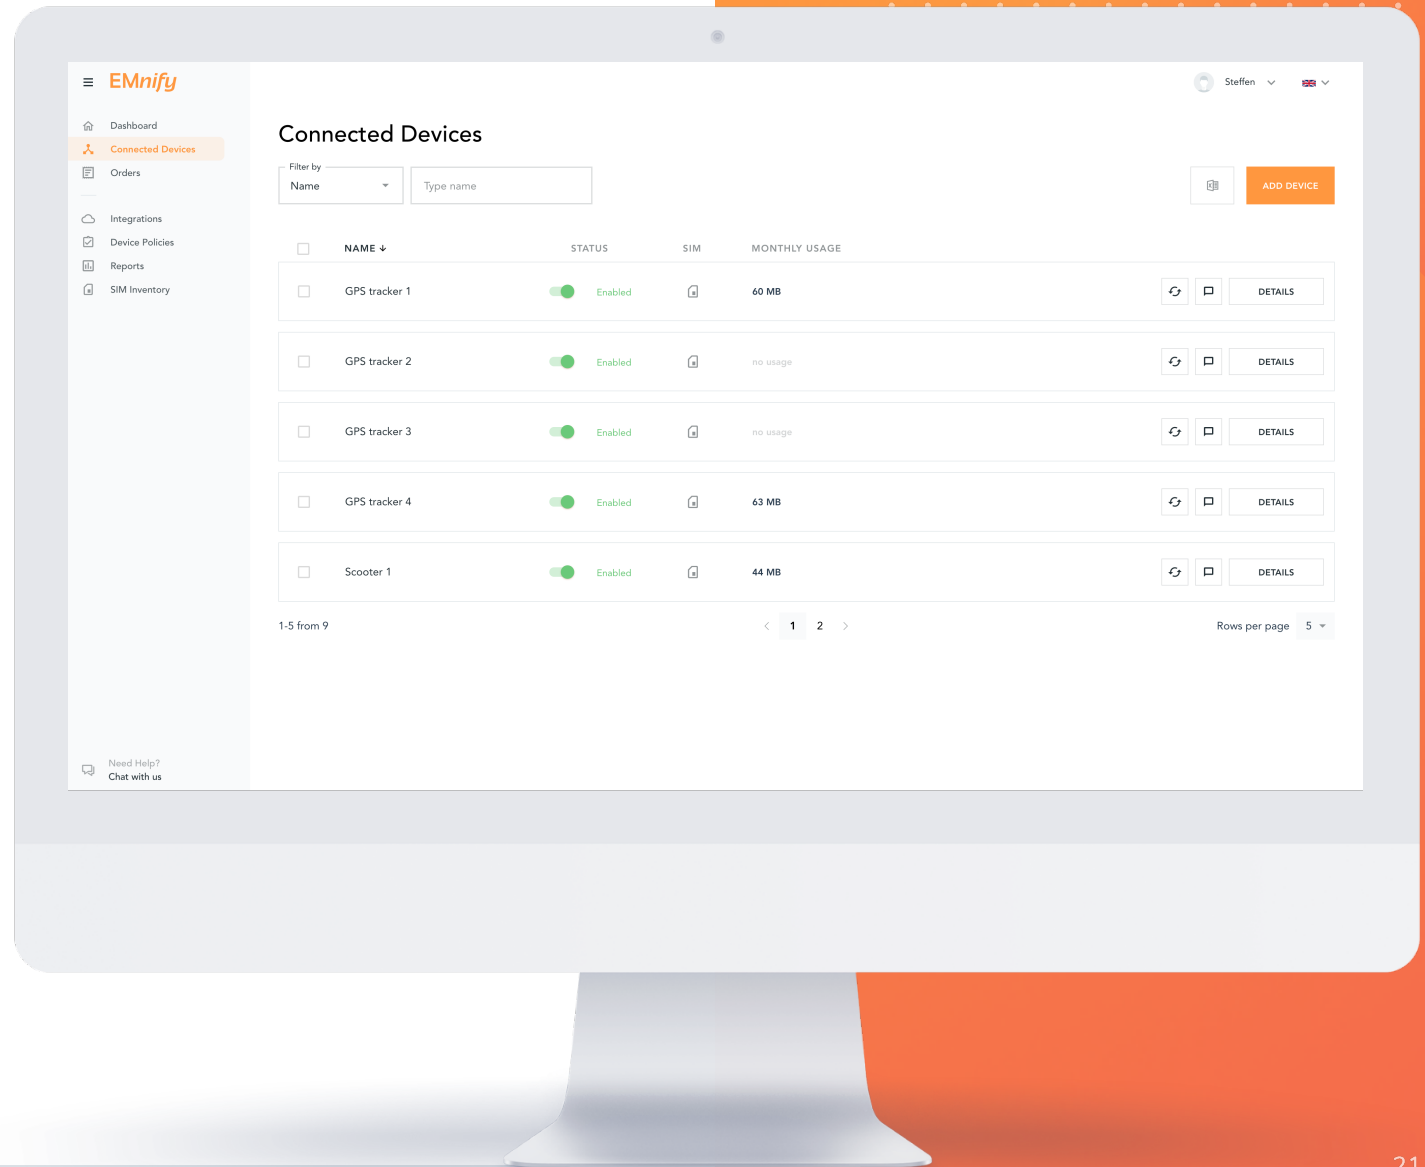 EMnify
Steffen
Dashboard
Connected Devices
Orders
Integrations
Device Policies
Reports
SIM Inventory
Need Help?
Chat with us
Connected Devices
Filter by
Name
Type name
ADD DEVICE
NAME STATUS SIM MONTHLY USAGE
GPS tracker 1 Enabled 60 MB DETAILS
GPS tracker 2 Enabled no usage DETAILS
GPS tracker 3 Enabled no usage DETAILS
GPS tracker 4 Enabled 63 MB DETAILS
Scooter 1 Enabled 44 MB DETAILS
1-5 from 9 1 2 Rows per page 5
21